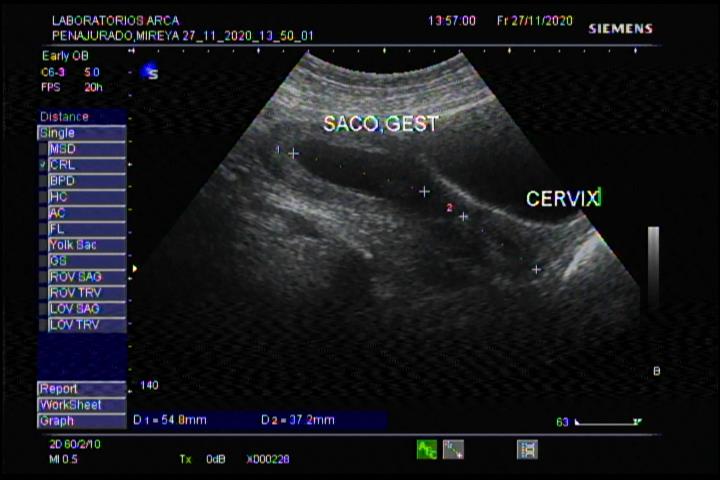 LABORATORIOS ARCA
13:57:00 Fr 27/11/2020
SIEMENS
PENAJURADO,MIREYA 27_11_2020_13_50_01
Early OB
C6-3 5.0
FPS 20h
S
Distance
Single
MSD
CRL
BPD
HC
AC
FL
Yolk Sac
GS
ROV SAG
ROV TRV
LOV SAG
LOV TRV
SACO,GEST
1
CERVIX
2
B
140
Report
WorkSheet
Graph
D1=54.8mm D2=37.2mm
63
2D 60/2/10
MI 0.5 Tx 0dB XD00228